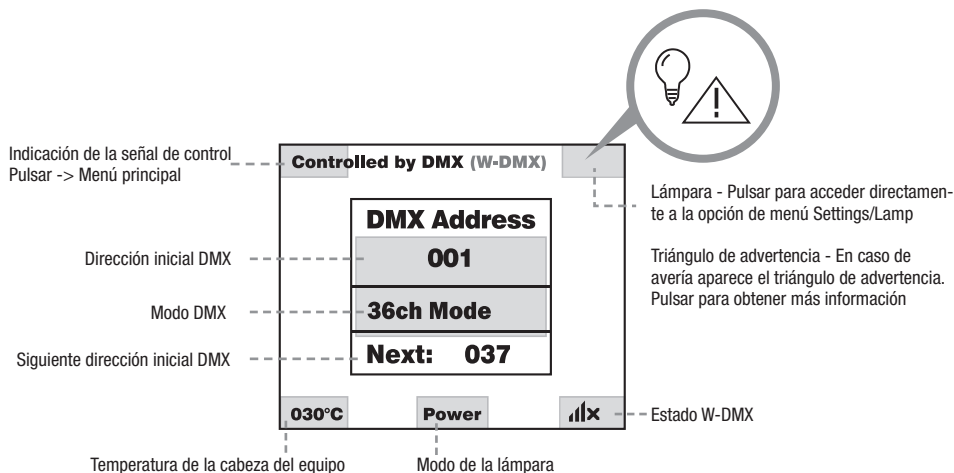 Indicación de la señal de control
Pulsar -> Menú principal
Controlled by DMX (W-DMX)
Lámpara - Pulsar para acceder directamen-
te a la opción de menú Settings/Lamp
Triángulo de advertencia - En caso de
avería aparece el triángulo de advertencia.
Pulsar para obtener más información
DMX Address
Dirección inicial DMX
001
Modo DMX
36ch Mode
Siguiente dirección inicial DMX
Next: 037
030°C
Power
Estado W-DMX
Temperatura de la cabeza del equipo
Modo de la lámpara